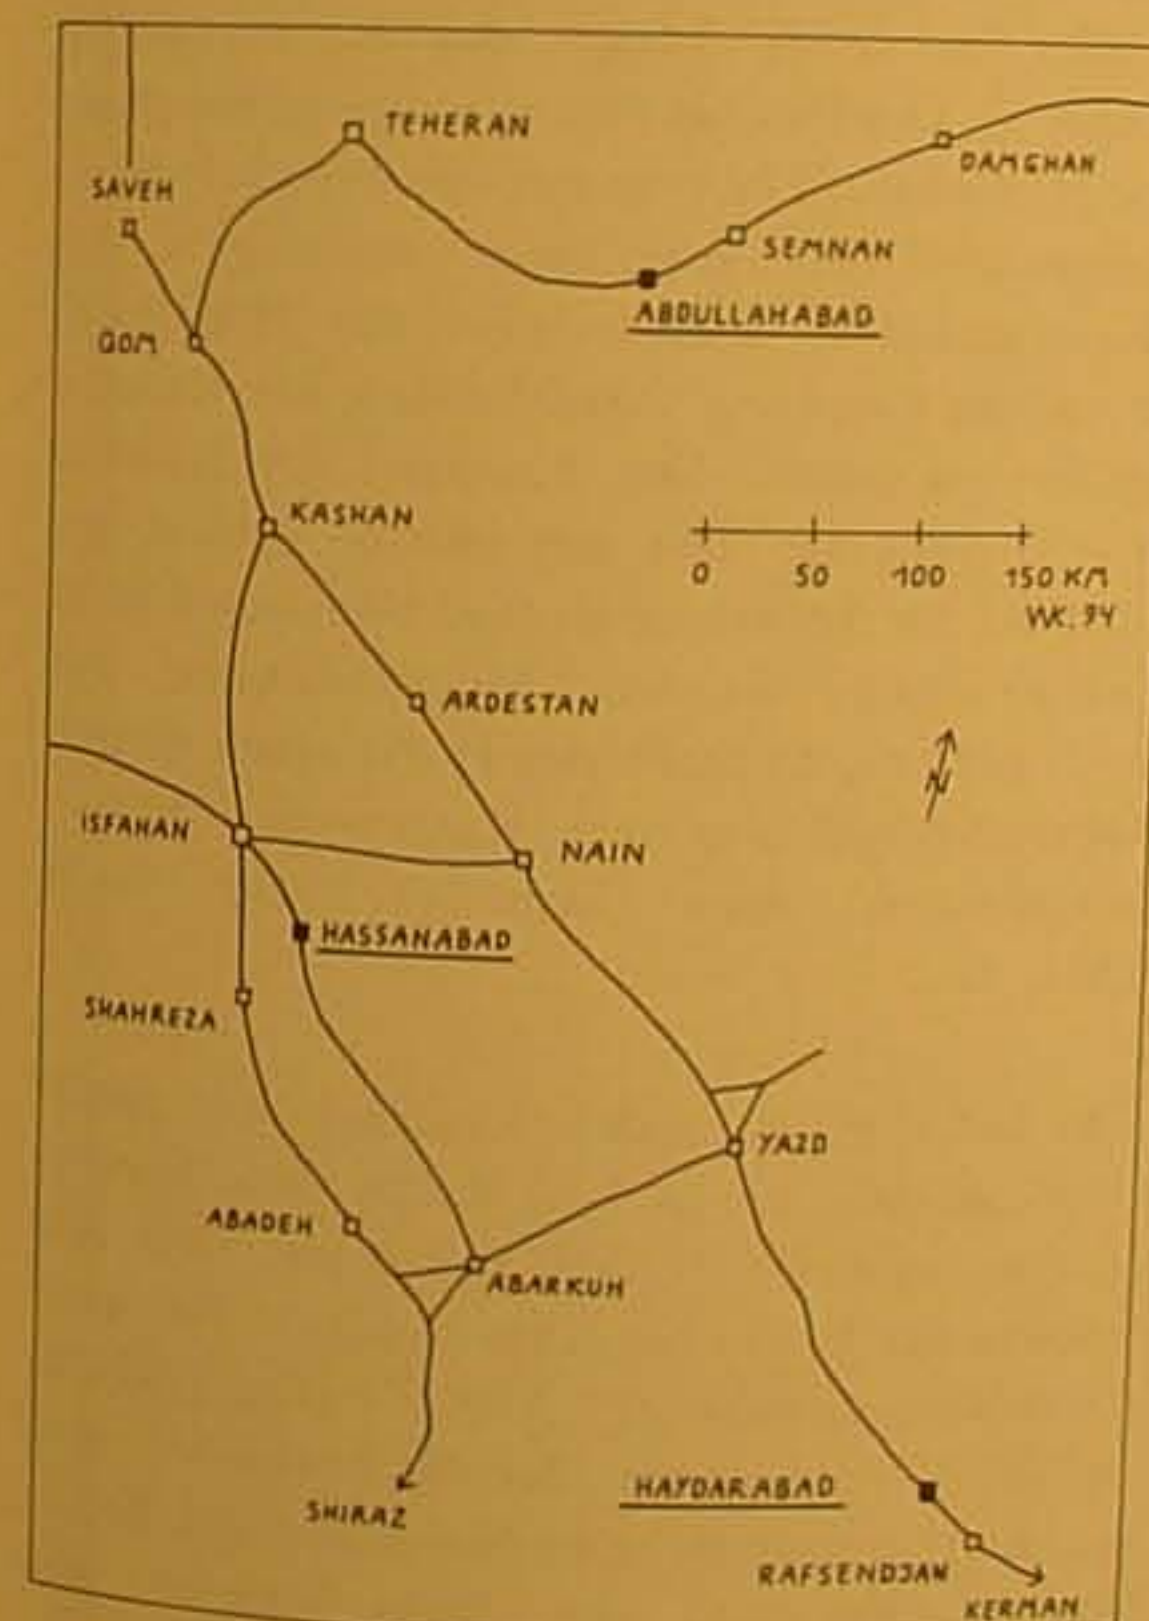 TEHERAN
DAMGHAN
SAVEH
SEMNAN
ABDULLAHABAD
QOM
KASHAN
0 50 100 150 KM
WK. 94
ARDESTAN
N
ISFAHAN
NAIN
HASSANABAD
SHAHREZA
YAZD
ABADEH
ABARKUH
HAYDARABAD
SHIRAZ
RAFSENDJAN
KERMAN